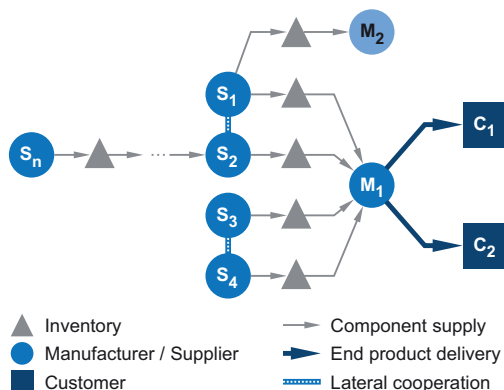 M2
S1
C1
Sn
...
S2
M1
S3
C2
S4
Inventory
Component supply
Manufacturer / Supplier
End product delivery
Customer
Lateral cooperation